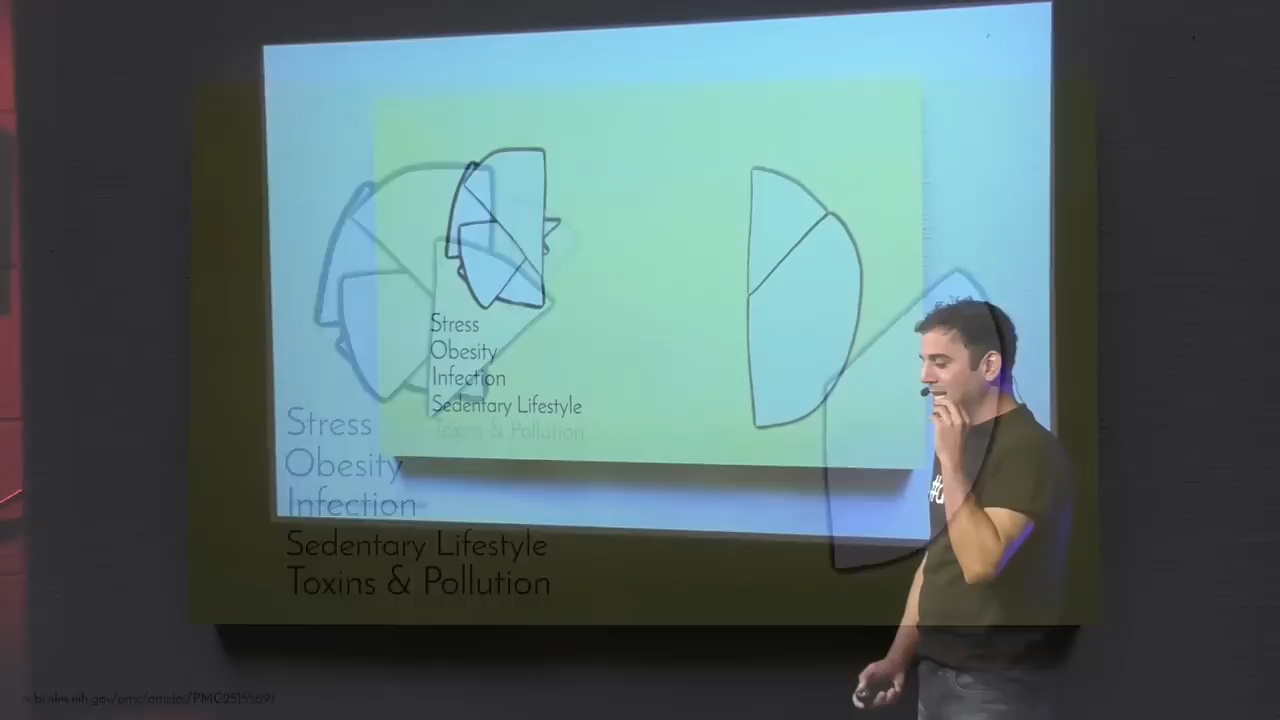 Stress
Obesity
Infection
Sedentary Lifestyle
Toxins & Pollution
Stress
Obesity
Infection
Sedentary Lifestyle
Toxins & Pollution